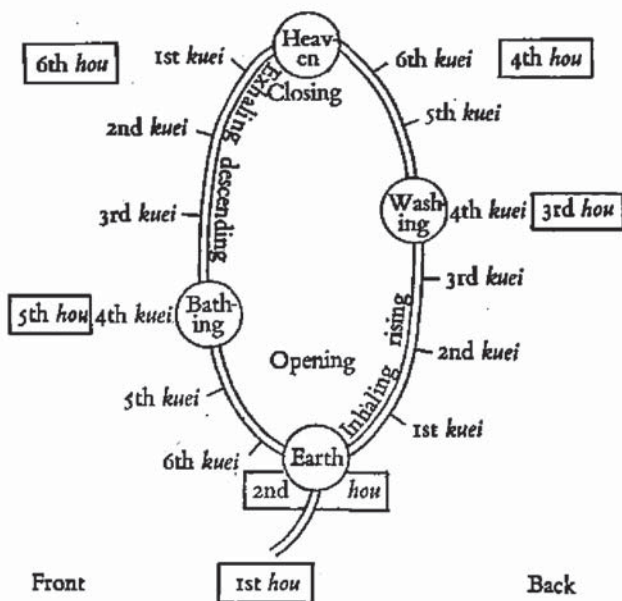 Heav-
en
1st kuei
6th kuei
6th hou
4th hou
Closing
Exhaling descending
5th kuei
2nd kuei
3rd kuei
Wash-
ing
4th kuei
3rd hou
3rd kuei
5th hou
4th kuei
Bath-
ing
Inhaling rising
2nd kuei
Opening
5th kuei
1st kuei
6th kuei
Earth
2nd hou
Front
1st hou
Back